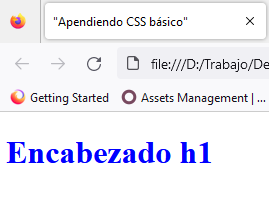 "Apendiendo CSS básico"
file:///D:/Trabajo/De
Getting Started
Assets Management | ...
Encabezado h1